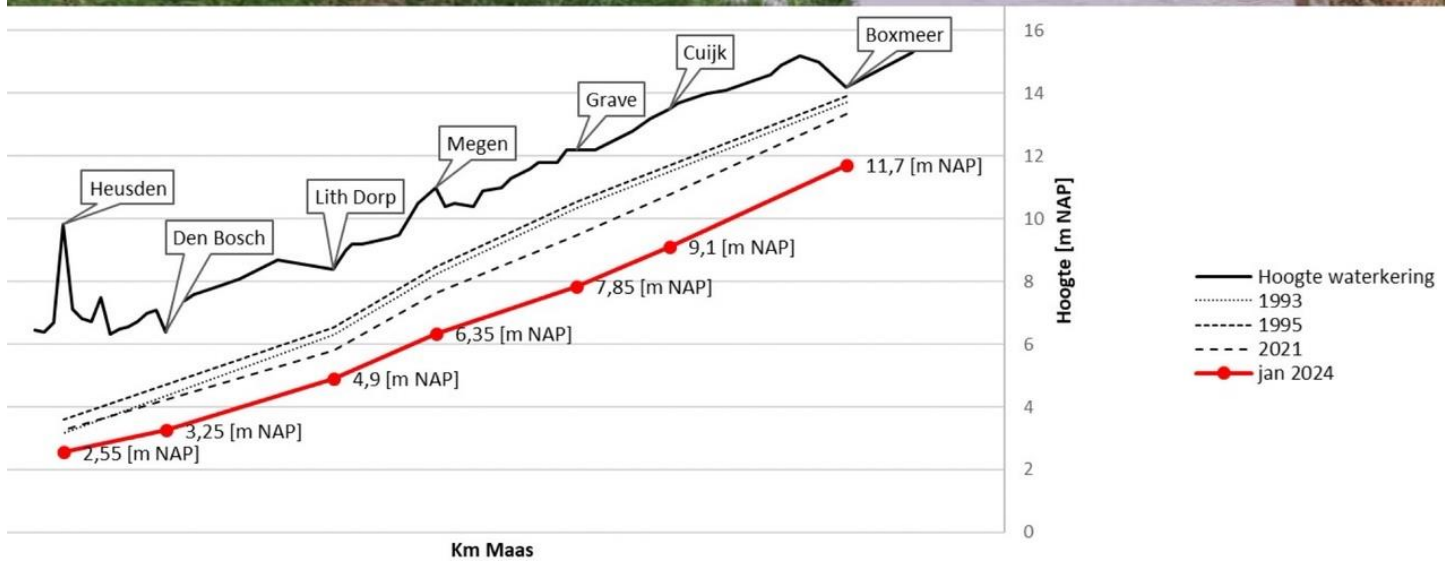 16
14
12
10
8
6
4
2
0
Hoogte [m NAP]
Heusden
Den Bosch
Lith Dorp
Megen
Grave
Cuijk
Boxmeer
2,55 [m NAP]
3,25 [m NAP]
4,9 [m NAP]
6,35 [m NAP]
7,85 [m NAP]
9,1 [m NAP]
11,7 [m NAP]
Km Maas
Hoogte waterkering
1993
1995
2021
jan 2024